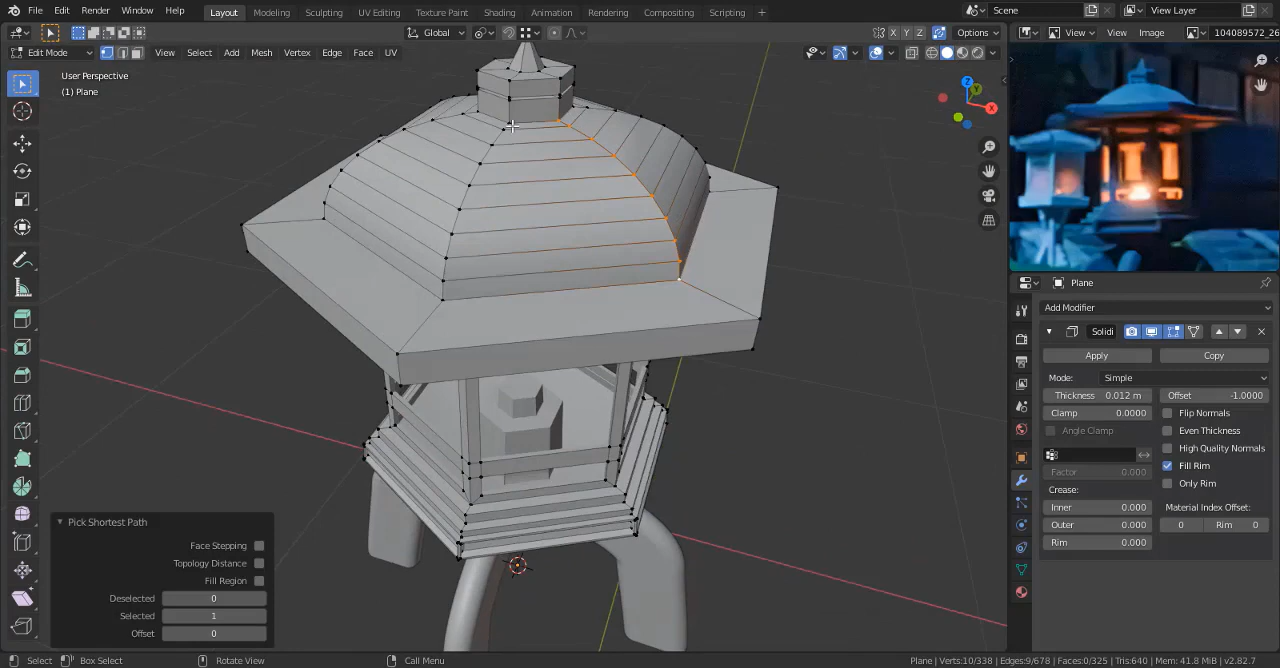 File Edit Render Window Help Layout Modeling Sculpting UV Editing Texture Paint Shading Animation Rendering Compositing Scripting Scene View Layer
Global X Y Z Options View
Edit Mode View Select Add Mesh Vertex Edge Face UV View Image 104089572_26
User Perspective
(1) Plane
Z
Y
X
Plane
Add Modifier
Solidi
Apply Copy
Mode: Simple
Thickness 0.012 m Offset -1.0000
Clamp 0.0000 Flip Normals
Angle Clamp Even Thickness
High Quality Normals
Factor 0.000 Fill Rim
Crease: Only Rim
Inner 0.000 Material Index Offset:
Outer 0.000 0 Rim 0
Rim 0.000
Pick Shortest Path
Face Stepping
Topology Distance
Fill Region
Deselected 0
Selected 1
Offset 0
Select Box Select Rotate View Call Menu Plane | Verts:10/338 | Edges:9/678 | Faces:0/325 | Tris:640 | Mem: 41.8 MiB | v2.82.7